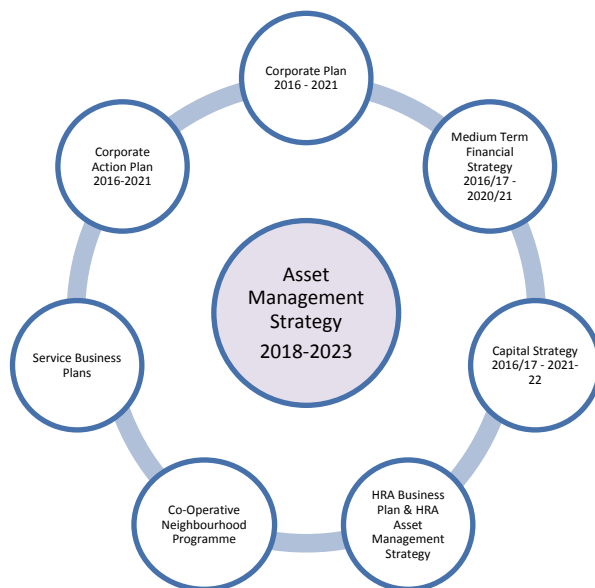 Corporate Plan
2016 - 2021
Medium Term
Financial
Strategy
2016/17 -
2020/21
Capital Strategy
2016/17 - 2021-
22
HRA Business
Plan & HRA
Asset
Management
Strategy
Co-Operative
Neighbourhood
Programme
Service Business
Plans
Corporate
Action Plan
2016-2021
Asset
Management
Strategy
2018-2023